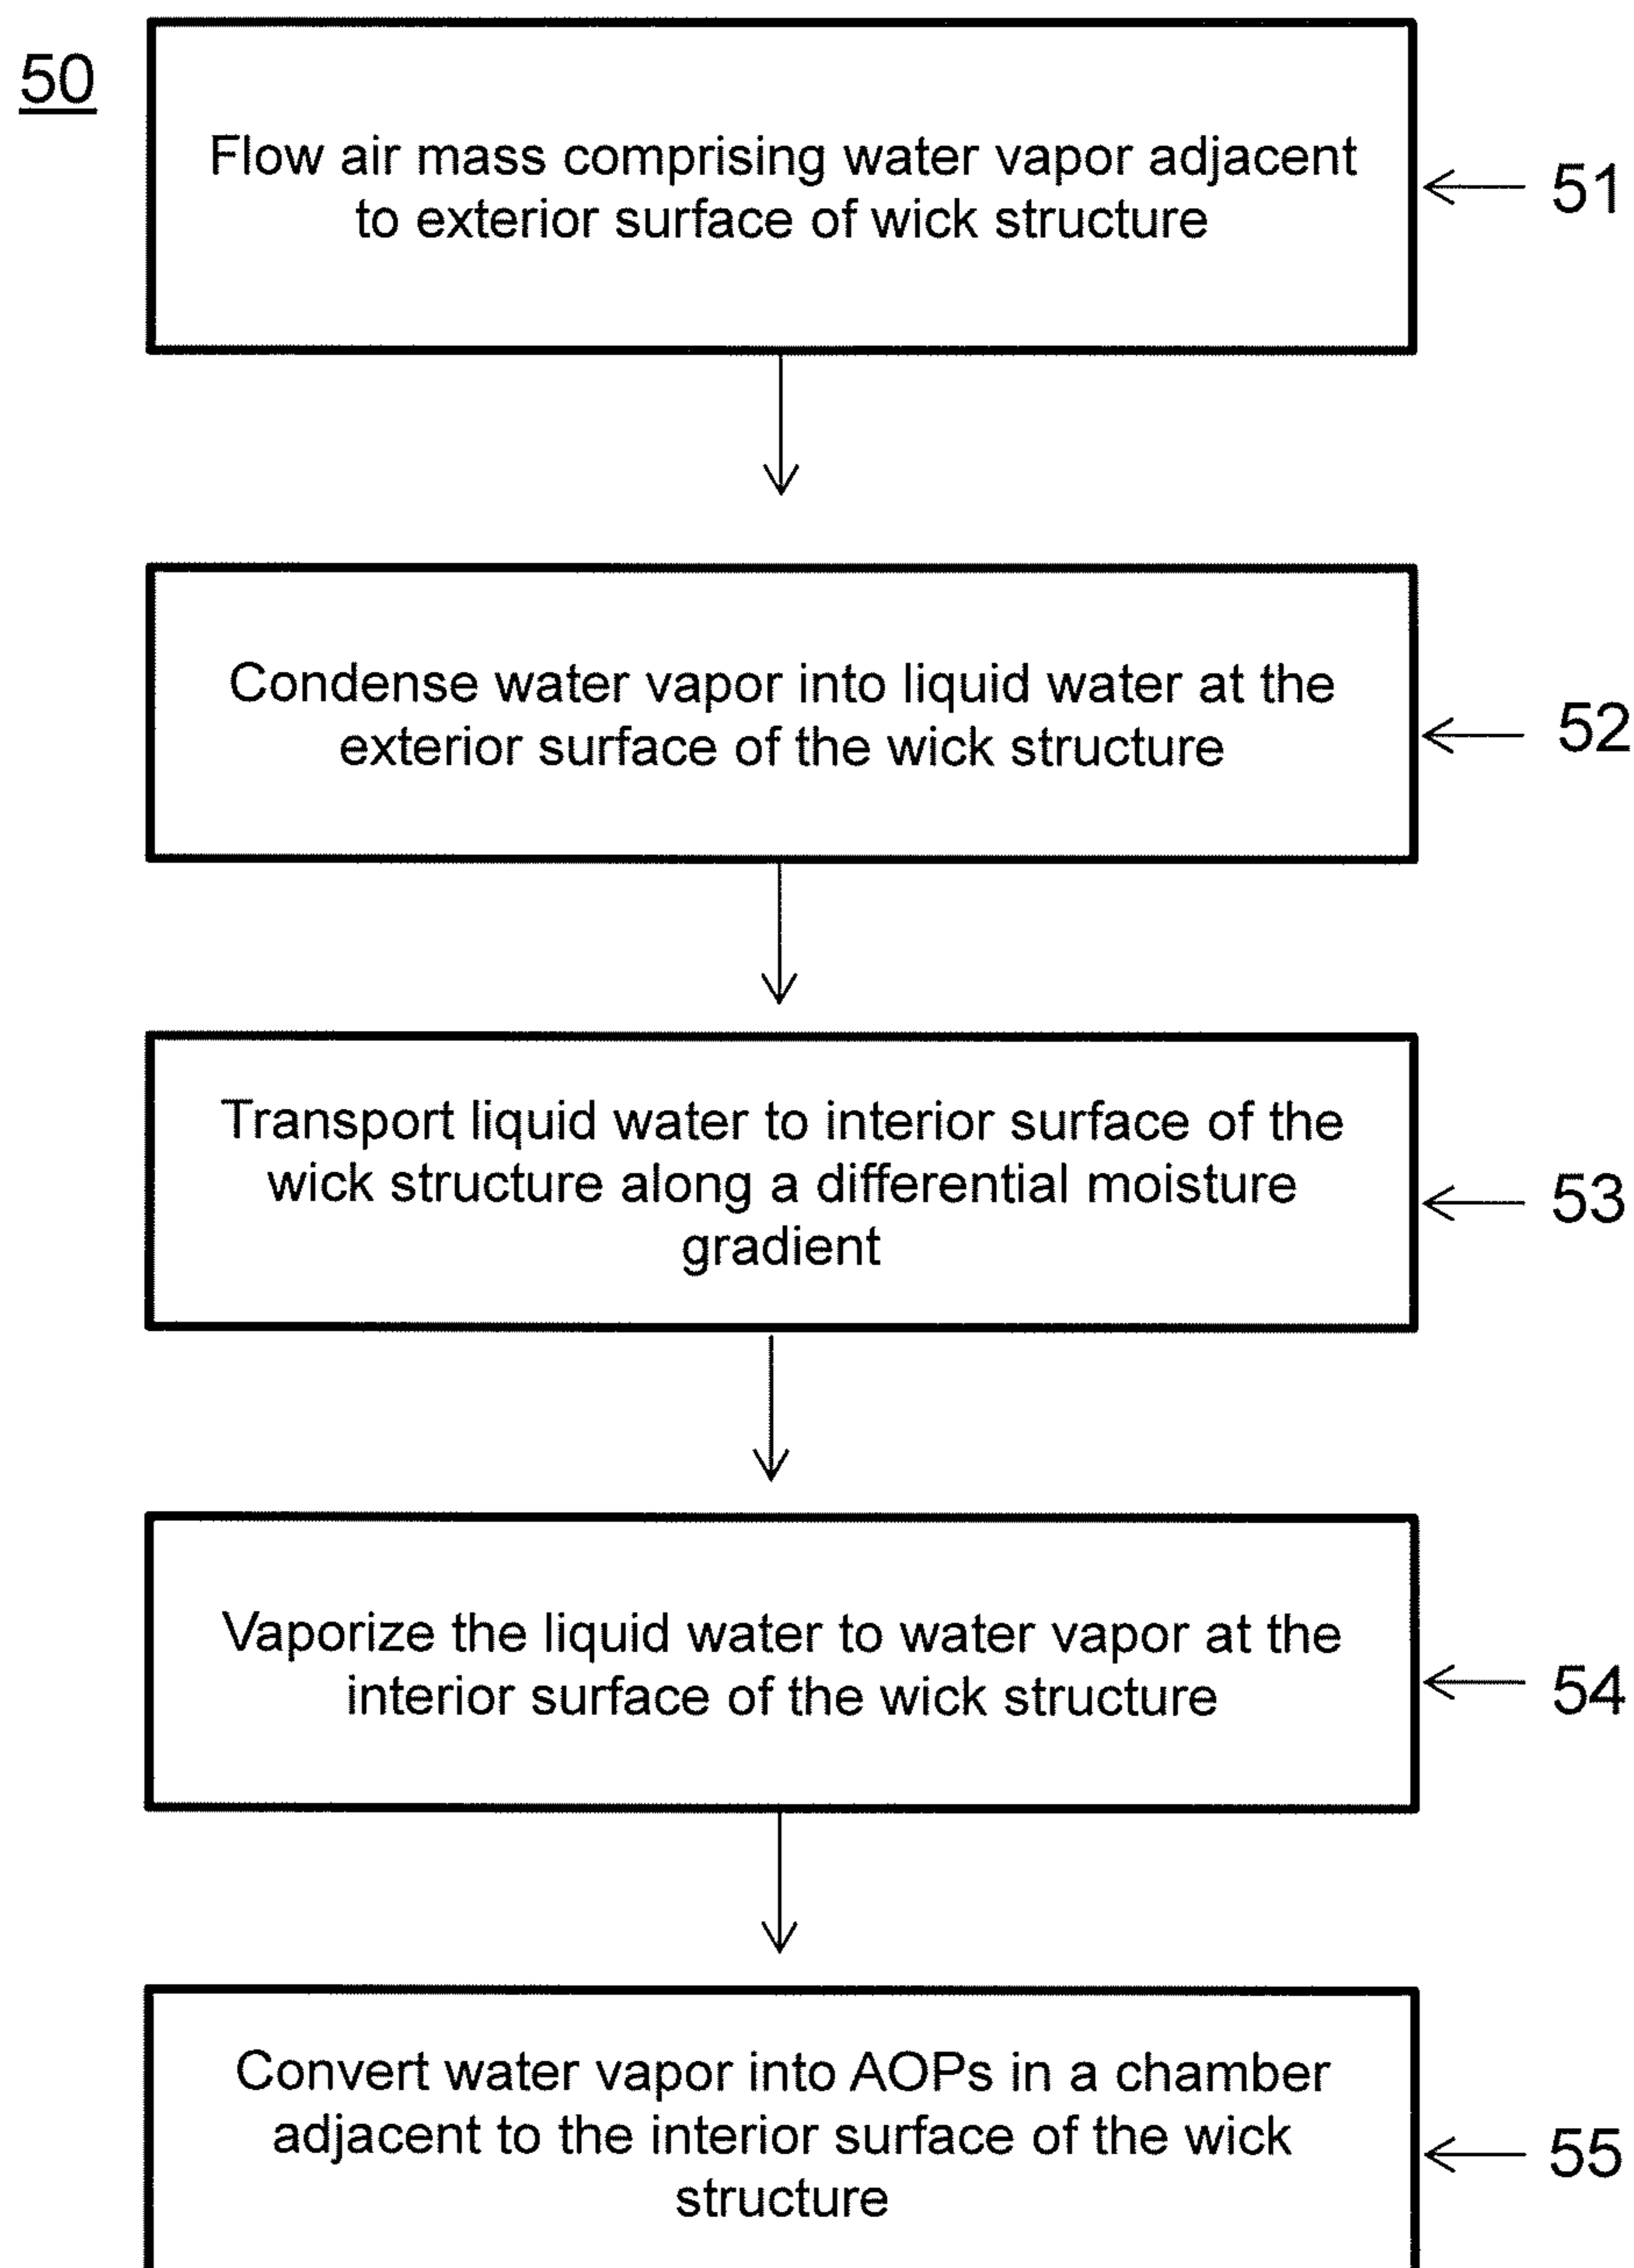 50
Flow air mass comprising water vapor adjacent
to exterior surface of wick structure
51
Condense water vapor into liquid water at the
exterior surface of the wick structure
52
Transport liquid water to interior surface of the
wick structure along a differential moisture
gradient
53
Vaporize the liquid water to water vapor at the
interior surface of the wick structure
54
Convert water vapor into AOPs in a chamber
adjacent to the interior surface of the wick
structure
55